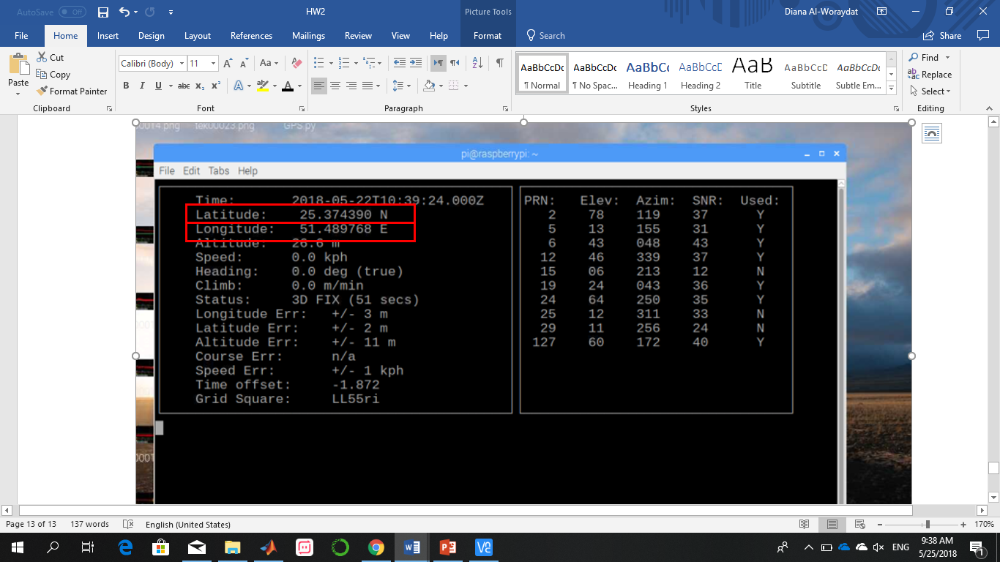 AutoSave Off HW2 Picture Tools Diana Al-Woraydat
File Home Insert Design Layout References Mailings Review View Help Format Search Share
Paste
Cut
Copy
Format Painter
Calibri (Body) 11
AaBbCcDc AaBbCcDc AaBbCc AaBbCcD AaB AaBbCcD AaBbCcDc
¶ Normal ¶ No Spac... Heading 1 Heading 2 Title Subtitle Subtle Em...
Find
Replace
Select
Clipboard Font Paragraph Styles Editing
00014.png tek00023.png GPS.py
pi@raspberrypi: ~
File Edit Tabs Help
Time: 2018-05-22T10:39:24.000Z
Latitude: 25.374390 N
Longitude: 51.489768 E
Altitude: 26.6 m
Speed: 0.0 kph
Heading: 0.0 deg (true)
Climb: 0.0 m/min
Status: 3D FIX (51 secs)
Longitude Err: +/- 3 m
Latitude Err: +/- 2 m
Altitude Err: +/- 11 m
Course Err: n/a
Speed Err: +/- 1 kph
Time offset: -1.872
Grid Square: LL55ri
PRN: Elev: Azim: SNR: Used:
2 78 119 37 Y
5 13 155 31 Y
6 43 048 43 Y
12 46 339 37 Y
15 06 213 12 N
19 24 043 36 Y
24 64 250 35 Y
25 12 311 33 N
29 11 256 24 N
127 60 172 40 Y
Page 13 of 13 137 words English (United States) 170%
ENG
9:38 AM
5/25/2018